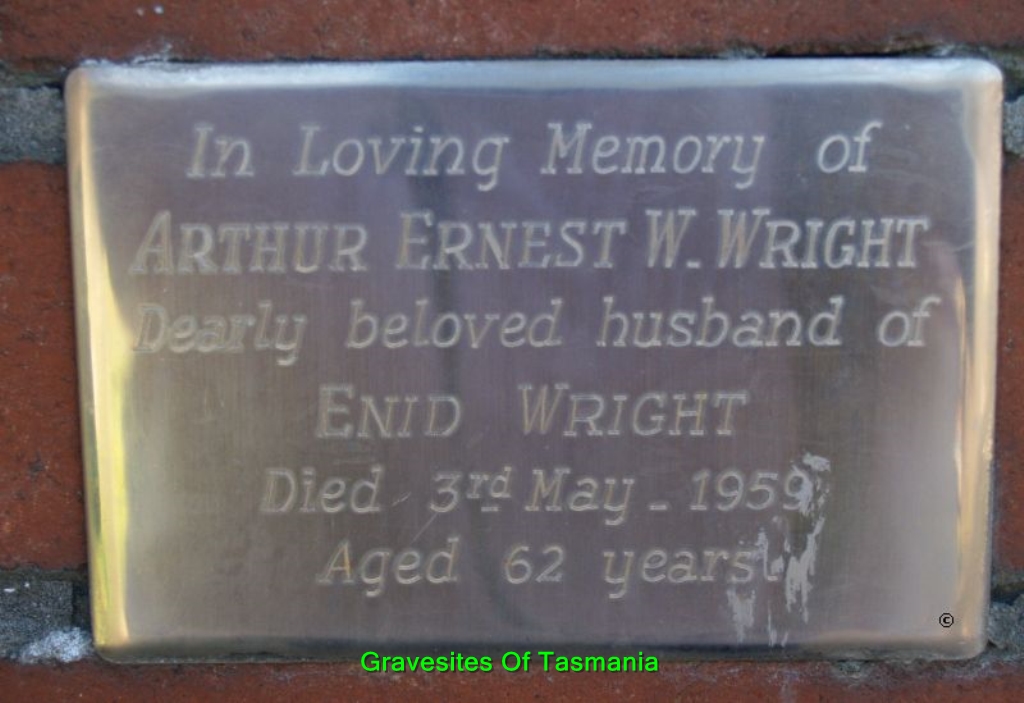 In Loving Memory of
ARTHUR ERNEST W. WRIGHT
Dearly beloved husband of
ENID WRIGHT
Died 3rd May - 1959
Aged 62 years
©
Gravesites Of Tasmania